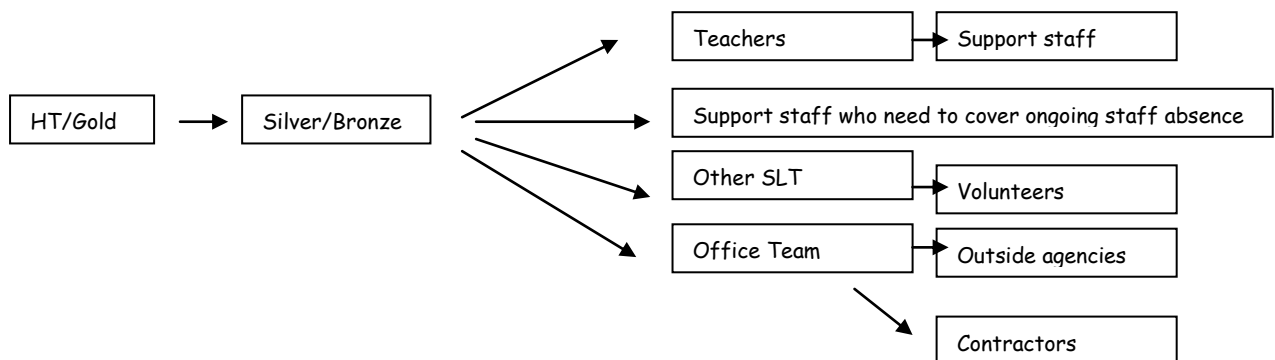 HT/Gold
Silver/Bronze
Teachers
Support staff
Support staff who need to cover ongoing staff absence
Other SLT
Volunteers
Office Team
Outside agencies
Contractors